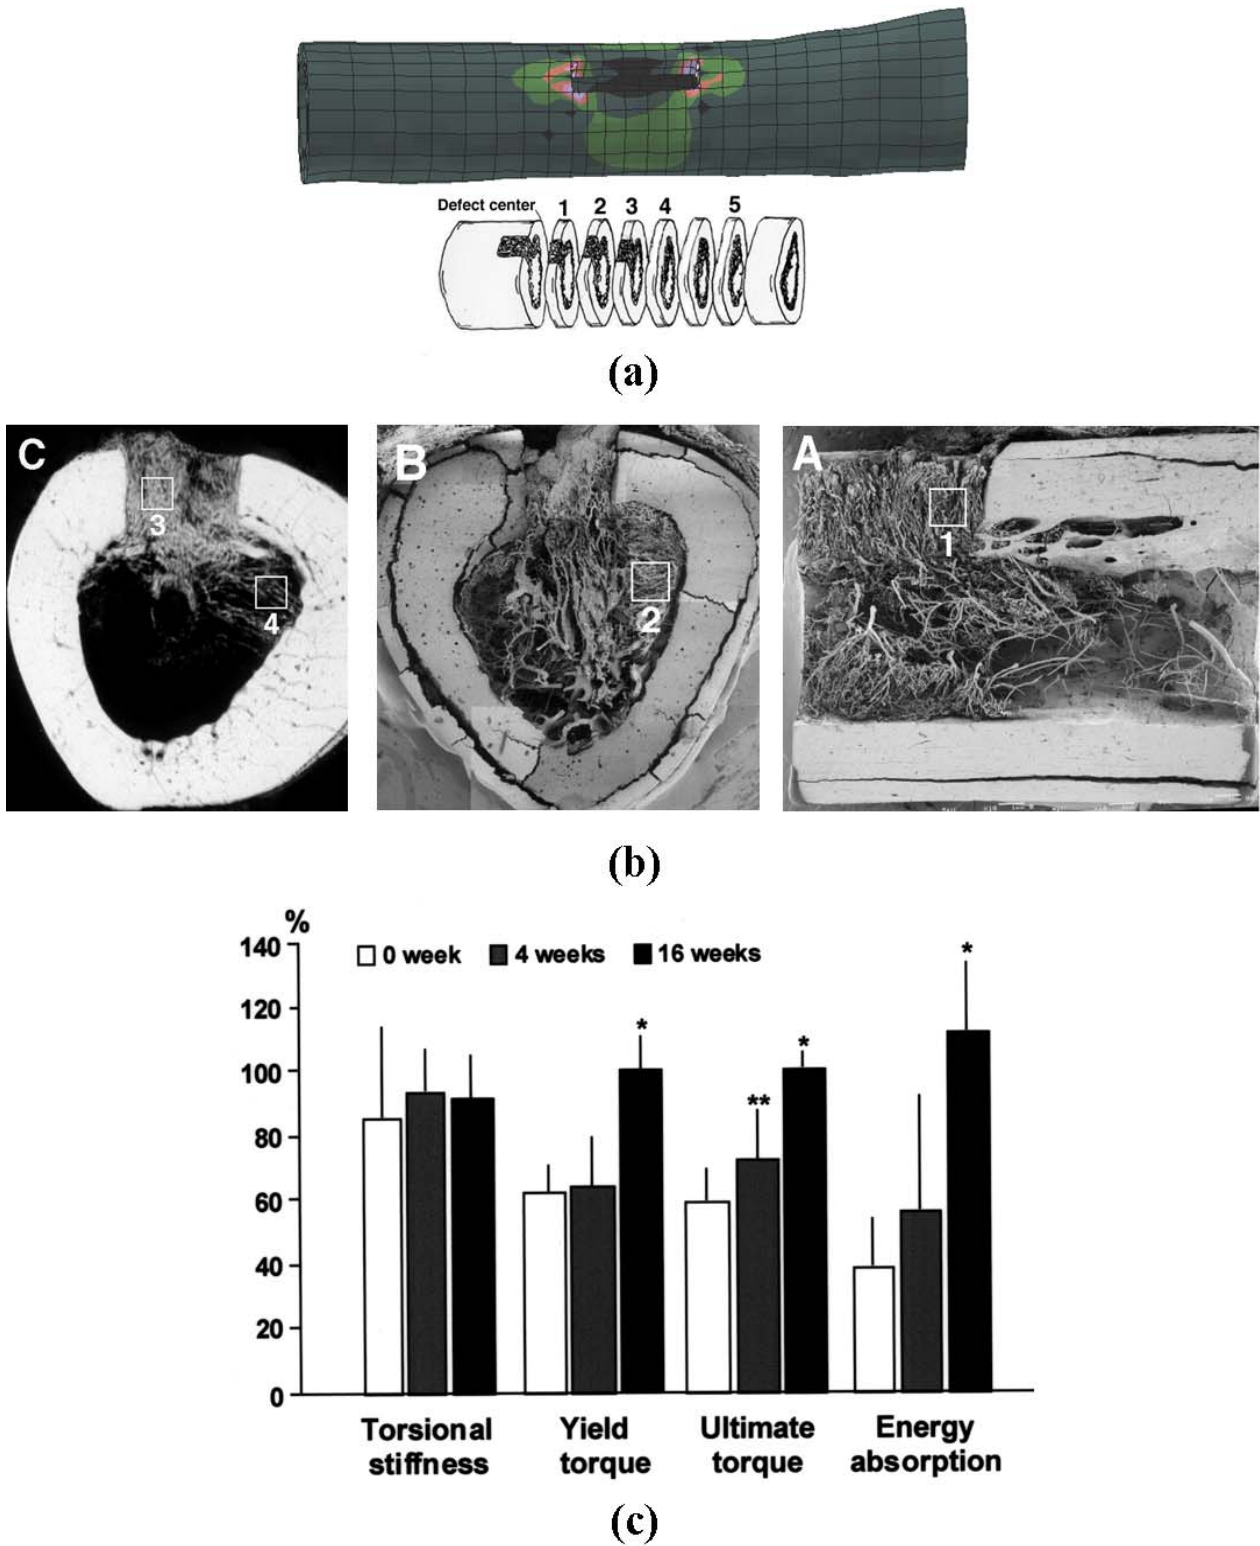 Defect center 1 2 3 4 5
(a)
C B A
3 4 2 1
(b)
%
140
120
100
80
60
40
20
0
0 week 4 weeks 16 weeks
* ** * *
Torsional stiffness
Yield torque
Ultimate torque
Energy absorption
(c)